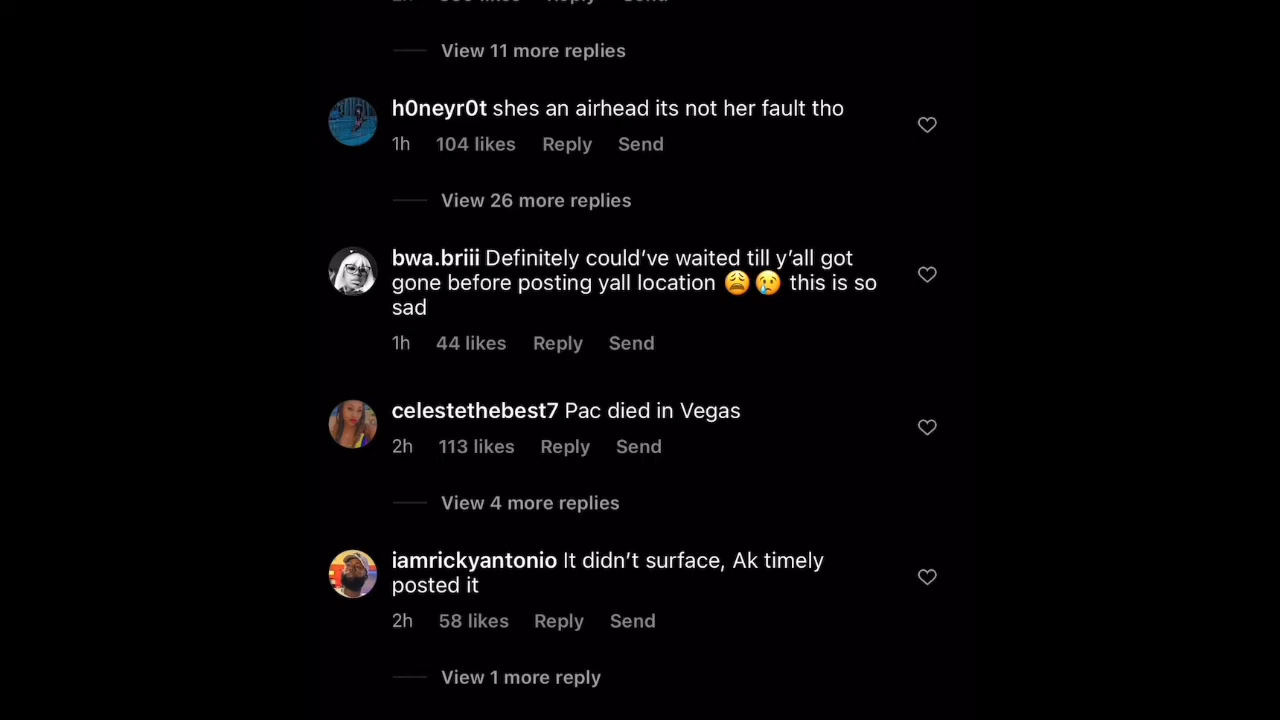 View 11 more replies
h0neyr0t shes an airhead its not her fault tho
1h 104 likes Reply Send
View 26 more replies
bwa.briii Definitely could’ve waited till y’all got
gone before posting yall location 😩😢 this is so
sad
1h 44 likes Reply Send
celestethebest7 Pac died in Vegas
2h 113 likes Reply Send
View 4 more replies
iamrickyantonio It didn’t surface, Ak timely
posted it
2h 58 likes Reply Send
View 1 more reply